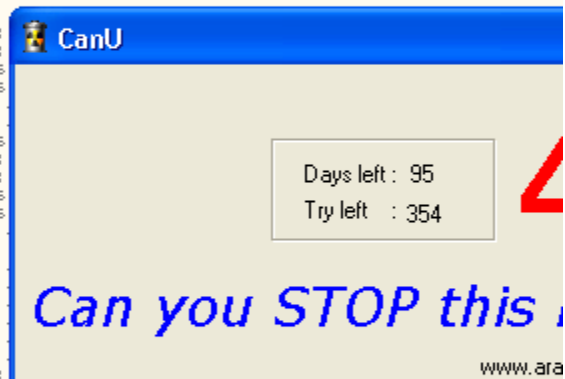 CanU
Days left : 95
Try left : 354
Can you STOP this
www.ara